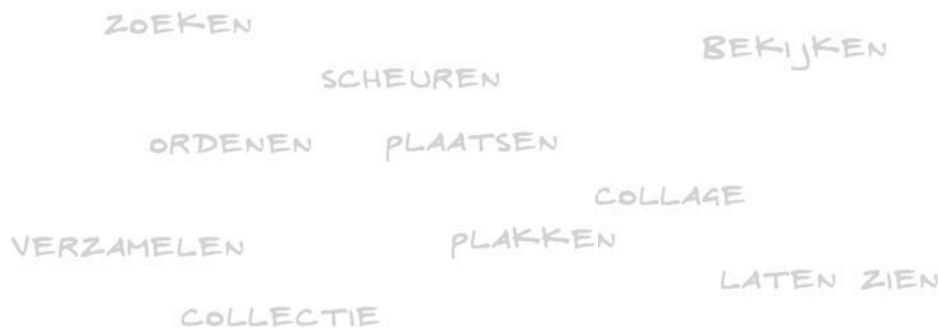 ZOEKEN
BEKIJKEN
SCHEUREN
ORDENEN PLAATSEN
COLLAGE
VERZAMELEN PLAKKEN
LATEN ZIEN
COLLECTIE